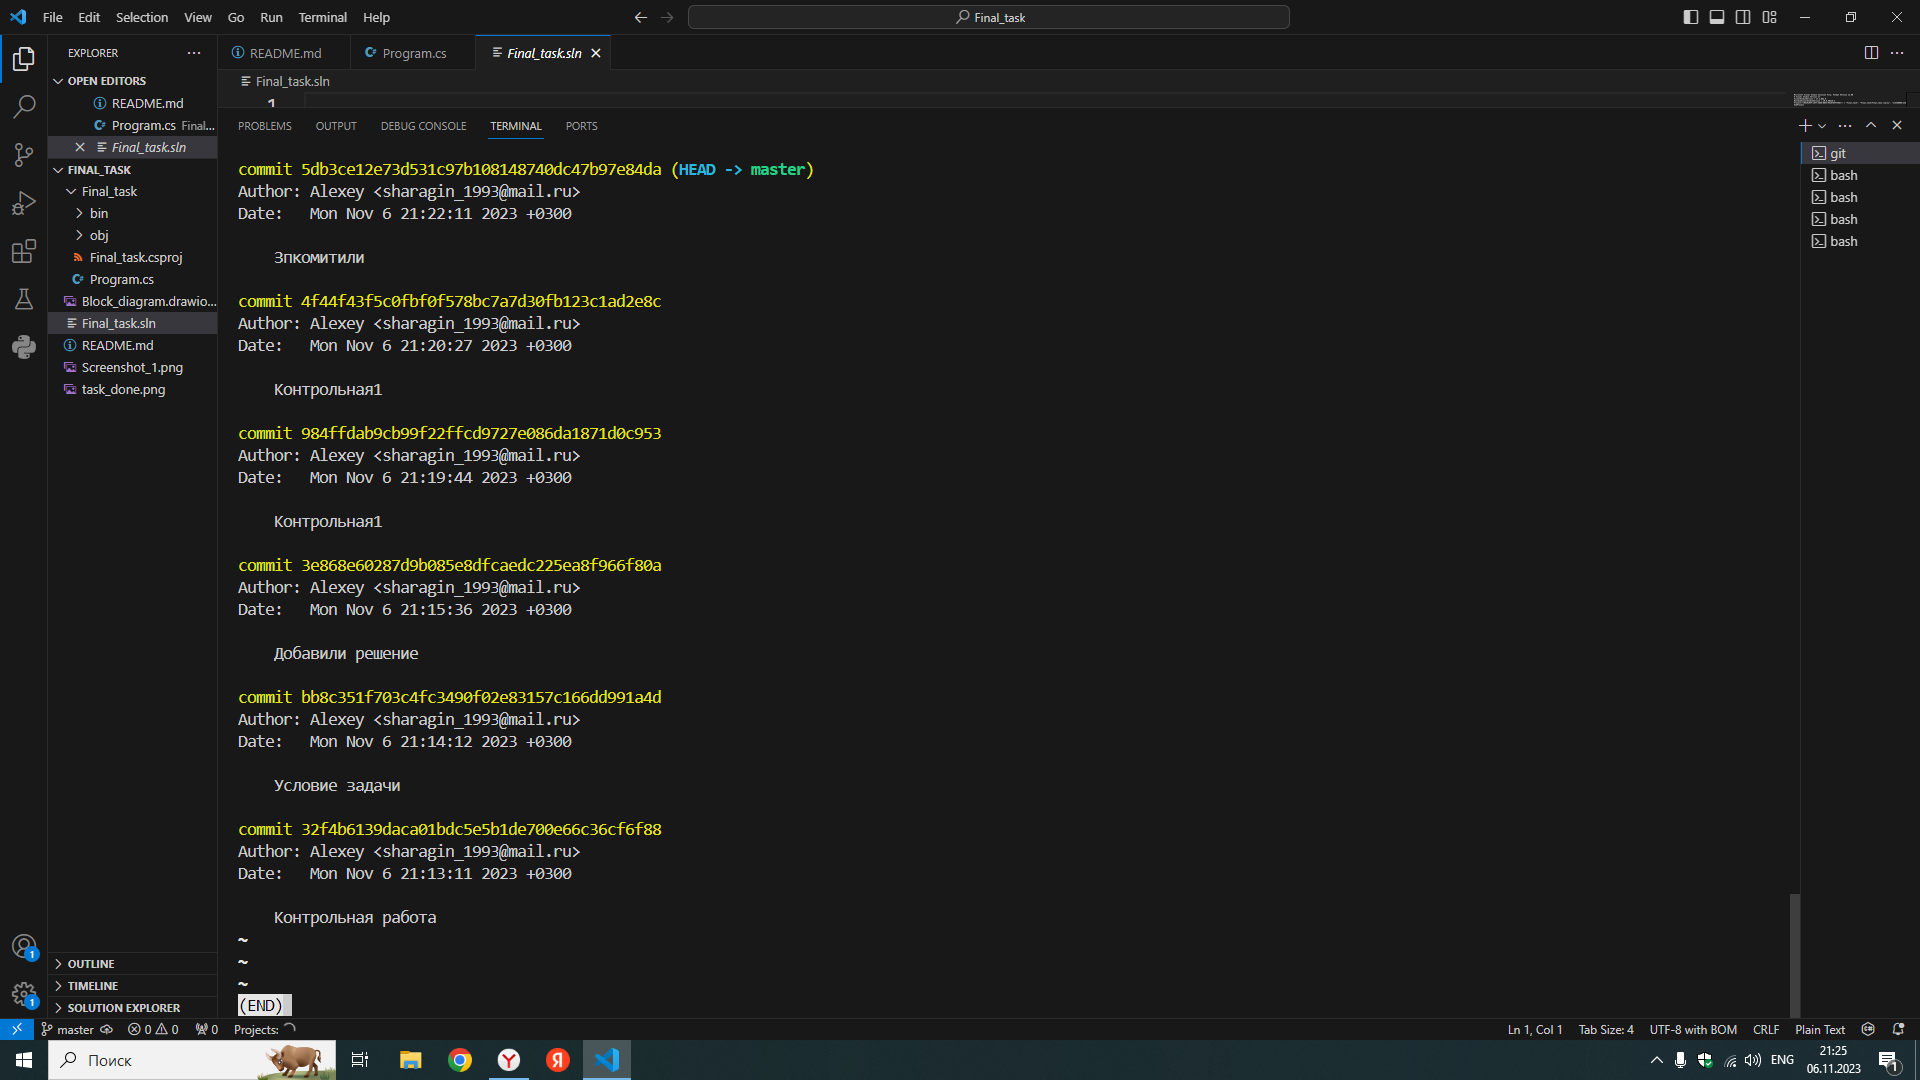 File Edit Selection View Go Run Terminal Help
Final_task
EXPLORER
README.md
Program.cs
Final_task.sln
OPEN EDITORS
README.md
Program.cs Final...
Final_task.sln
FINAL_TASK
Final_task
bin
obj
Final_task.csproj
Program.cs
Block_diagram.drawio...
Final_task.sln
README.md
Screenshot_1.png
task_done.png
OUTLINE
TIMELINE
SOLUTION EXPLORER
Final_task.sln
1
PROBLEMS OUTPUT DEBUG CONSOLE TERMINAL PORTS
commit 5db3ce12e73d531c97b108148740dc47b97e84da (HEAD -> master)
Author: Alexey <sharagin_1993@mail.ru>
Date:   Mon Nov 6 21:22:11 2023 +0300
Зпкомитили
commit 4f44f43f5c0fbf0f578bc7a7d30fb123c1ad2e8c
Author: Alexey <sharagin_1993@mail.ru>
Date:   Mon Nov 6 21:20:27 2023 +0300
Контрольная1
commit 984ffdab9cb99f22ffcd9727e086da1871d0c953
Author: Alexey <sharagin_1993@mail.ru>
Date:   Mon Nov 6 21:19:44 2023 +0300
Контрольная1
commit 3e868e60287d9b085e8dfcaedc225ea8f966f80a
Author: Alexey <sharagin_1993@mail.ru>
Date:   Mon Nov 6 21:15:36 2023 +0300
Добавили решение
commit bb8c351f703c4fc3490f02e83157c166dd991a4d
Author: Alexey <sharagin_1993@mail.ru>
Date:   Mon Nov 6 21:14:12 2023 +0300
Условие задачи
commit 32f4b6139daca01bdc5e5b1de700e66c36cf6f88
Author: Alexey <sharagin_1993@mail.ru>
Date:   Mon Nov 6 21:13:11 2023 +0300
Контрольная работа
~
~
~
(END)
git
bash
bash
bash
bash
1
1
master 0 0 0 Projects:
Ln 1, Col 1 Tab Size: 4 UTF-8 with BOM CRLF Plain Text
Поиск
ENG
21:25
06.11.2023
1